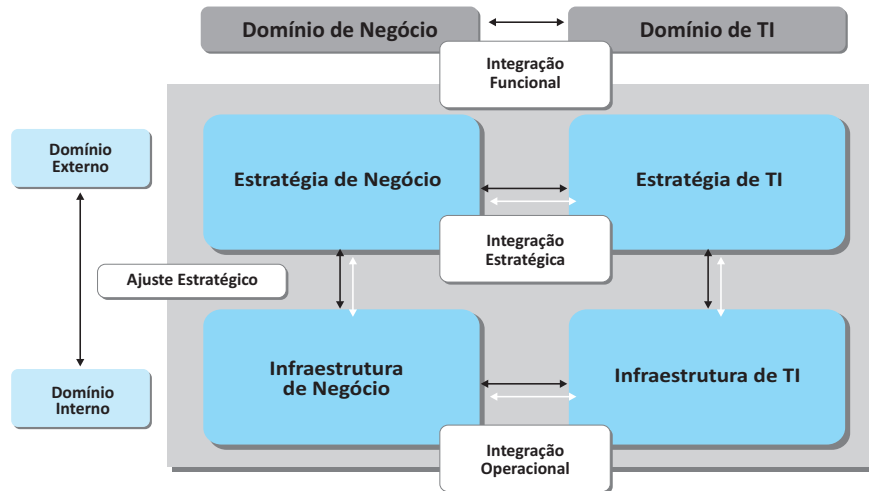 Domínio de Negócio
Domínio de TI
Integração
Funcional
Domínio
Externo
Estratégia de Negócio
Estratégia de TI
Integração
Estratégica
Ajuste Estratégico
Infraestrutura
de Negócio
Infraestrutura de TI
Domínio
Interno
Integração
Operacional